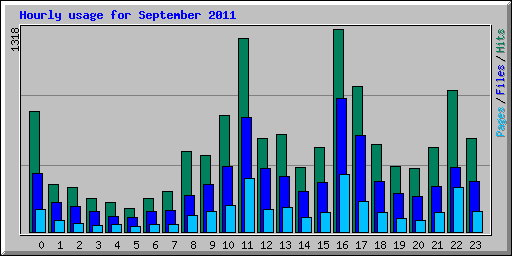 Hourly usage for September 2011
1318
Pages / Files / Hits
0 1 2 3 4 5 6 7 8 9 10 11 12 13 14 15 16 17 18 19 20 21 22 23